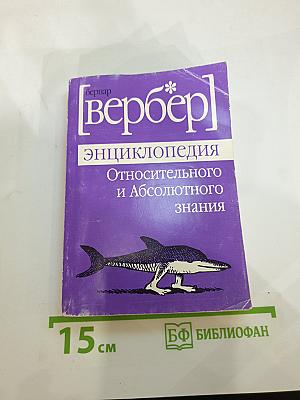 бернар
[вербер]
ЭНЦИКЛОПЕДИЯ
Относительного
и Абсолютного
знания
15 см
БФ БИБЛИОФАН